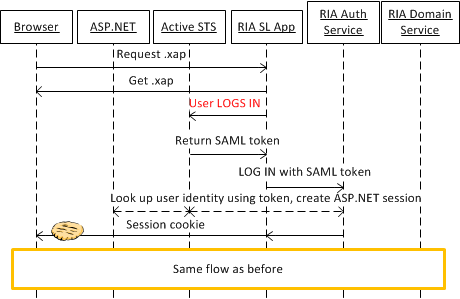 Browser
ASP.NET
Active STS
RIA SL App
RIA Auth
Service
RIA Domain
Service
Request .xap
Get .xap
User LOGS IN
Return SAML token
LOG IN with SAML token
Look up user identity using token, create ASP.NET session
Session cookie
Same flow as before